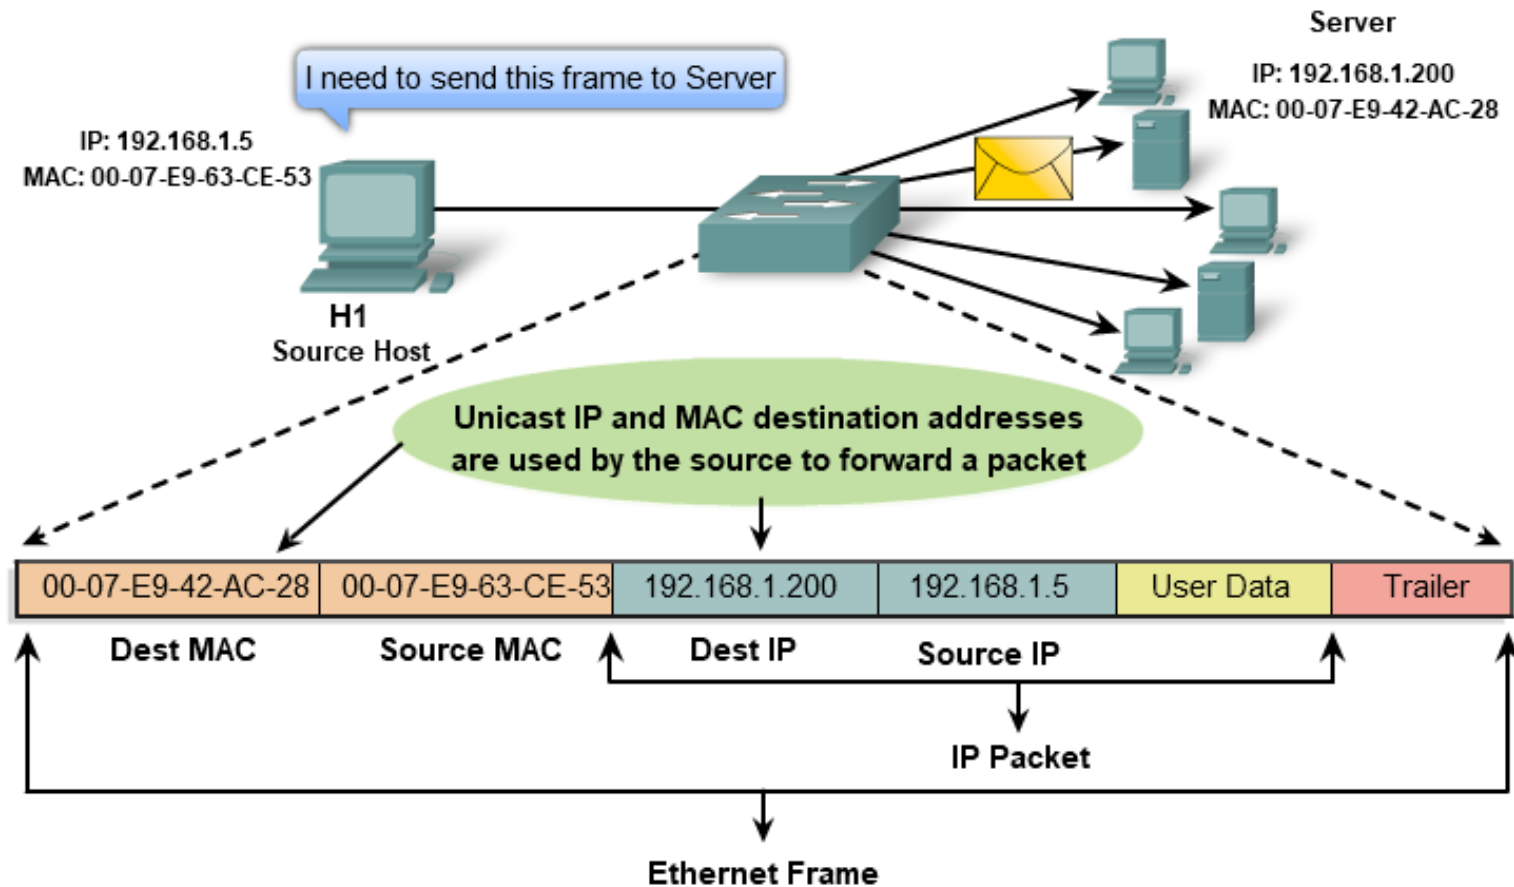 Server
IP: 192.168.1.200
MAC: 00-07-E9-42-AC-28
I need to send this frame to Server
IP: 192.168.1.5
MAC: 00-07-E9-63-CE-53
H1
Source Host
Unicast IP and MAC destination addresses
are used by the source to forward a packet
00-07-E9-42-AC-28 00-07-E9-63-CE-53 192.168.1.200 192.168.1.5 User Data Trailer
Dest MAC Source MAC Dest IP Source IP
IP Packet
Ethernet Frame